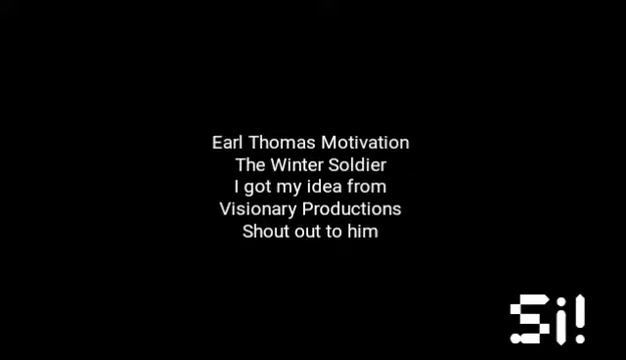 Earl Thomas Motivation
The Winter Soldier
I got my idea from
Visionary Productions
Shout out to him
Si!